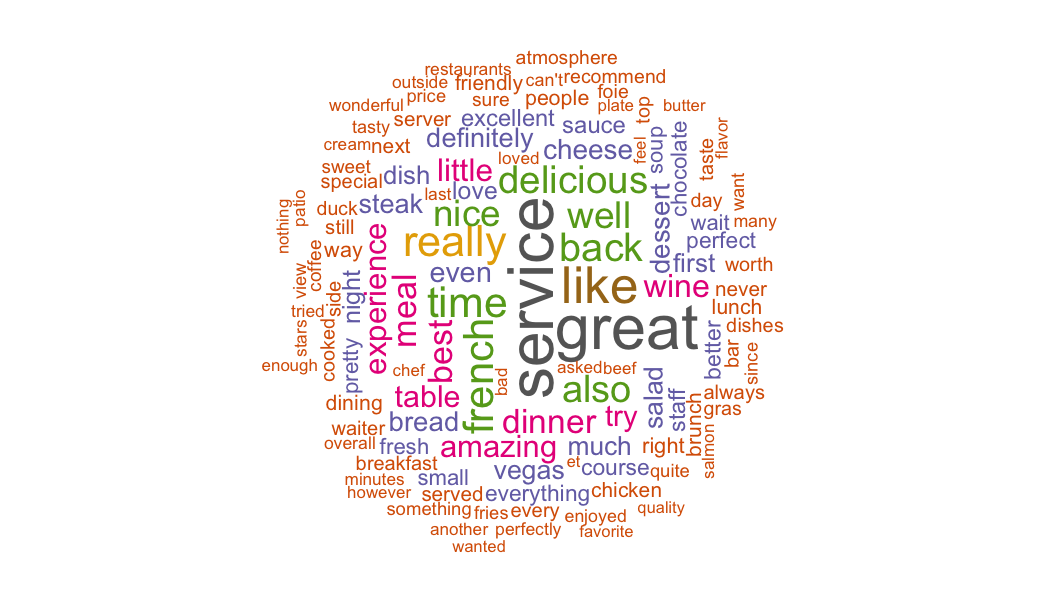 atmosphere
restaurants
outside
friendly
can't
recommend
foie
wonderful
price
sure
people
plate
top
butter
tasty
server
excellent
sauce
cream
next
definitely
cheese
feel
soup
chocolate
taste
flavor
sweet
special
dish
little
loved
delicious
last
love
steak
duck
patio
nothing
still
nice
well
dessert
day
want
wait
many
way
really
service
back
perfect
experience
coffee
view
even
first
worth
night
side
meal
time
like
wine
never
lunch
tried
stars
cooked
great
better
dishes
best
french
bar
since
enough
pretty
chef
bad
asked
beef
also
table
salad
staff
always
gras
dining
bread
dinner
try
brunch
waiter
overall
fresh
amazing
much
right
salmon
breakfast
minutes
small
vegas
et
course
quite
however
served
everything
chicken
something
fries
every
enjoyed
quality
another
perfectly
favorite
wanted